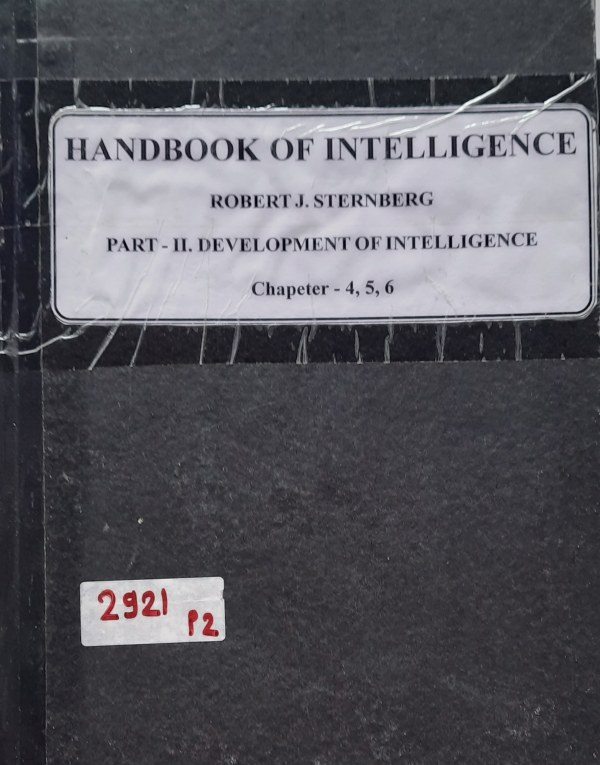 HANDBOOK OF INTELLIGENCE
ROBERT J. STERNBERG
PART - II. DEVELOPMENT OF INTELLIGENCE
Chapeter - 4, 5, 6
2921
P2